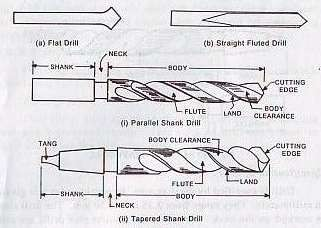 (a) Flat Drill
(b) Straight Fluted Drill
NECK
SHANK
BODY
CUTTING
EDGE
FLUTE
LAND
BODY
CLEARANCE
(i) Parallel Shank Drill
TANG
BODY CLEARANCE
CUTTING
EDGE
FLUTE
LAND
SHANK
BODY
NECK
(ii) Tapered Shank Drill